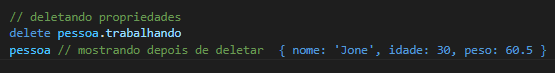 // deletando propriedades
delete pessoa.trabalhando
pessoa // mostrando depois de deletar  { nome: 'Jone', idade: 30, peso: 60.5 }